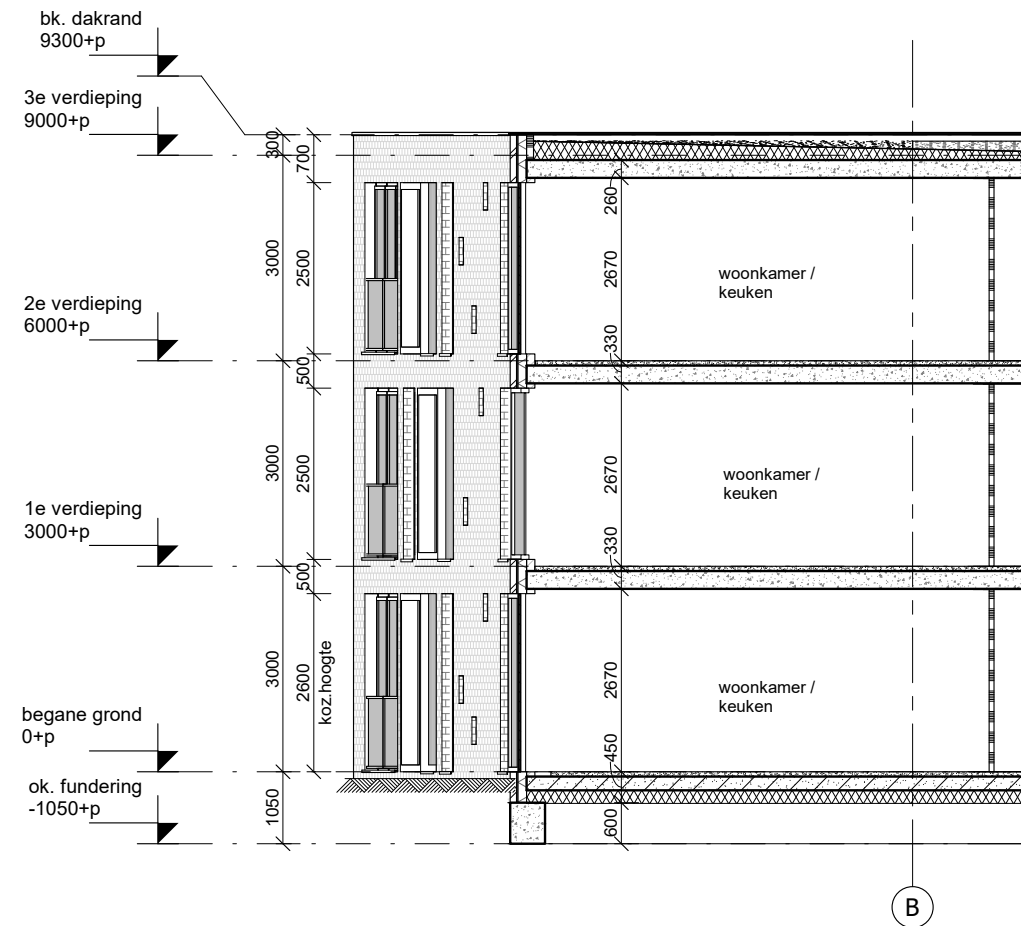 bk. dakrand
9300+p
3e verdieping
9000+p
300
700
260
3000
2500
2670
woonkamer /
keuken
2e verdieping
6000+p
330
500
3000
2500
2670
woonkamer /
keuken
1e verdieping
3000+p
330
500
3000
2600
koz.hoogte
2670
woonkamer /
keuken
begane grond
0+p
450
ok. fundering
-1050+p
1050
600
B